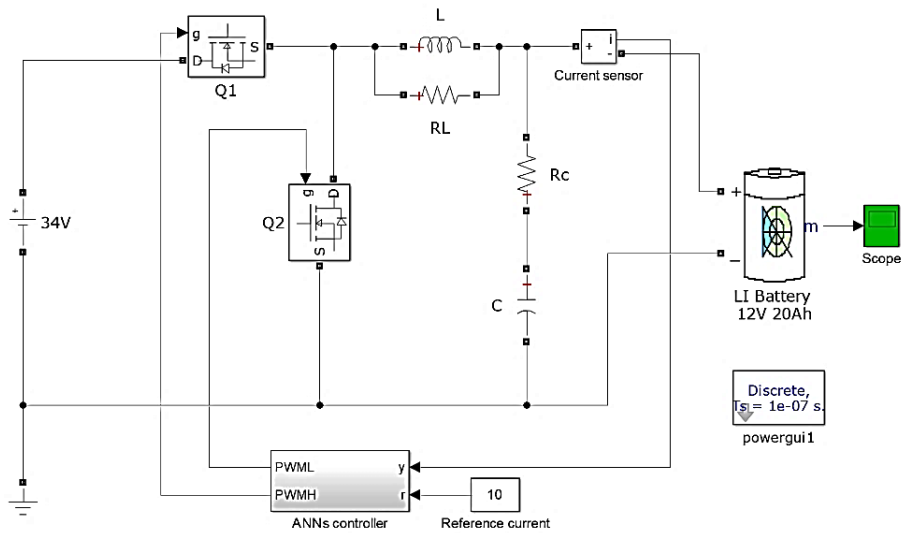 L
g
D
S
Q1
+
i
-
Current sensor
RL
g
D
S
Q2
Rc
+
34V
+
m
-
Scope
C
LI Battery
12V 20Ah
Discrete,
Ts = 1e-07 s.
powergui1
PWML
y
PWMH
r
10
ANNs controller
Reference current